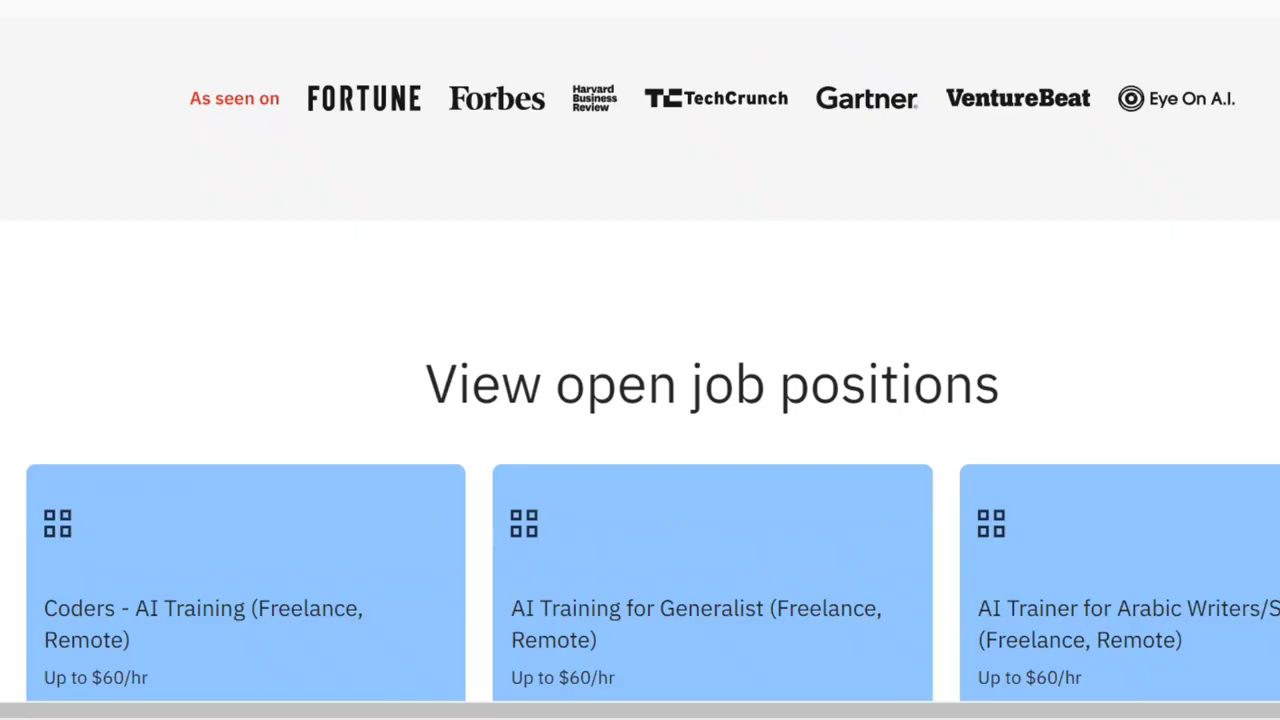 As seen on FORTUNE Forbes Harvard Business Review TechCrunch Gartner VentureBeat Eye On A.I.
View open job positions
Coders - AI Training (Freelance,
Remote)
Up to $60/hr
AI Training for Generalist (Freelance,
Remote)
Up to $60/hr
AI Trainer for Arabic Writers/S
(Freelance, Remote)
Up to $60/hr